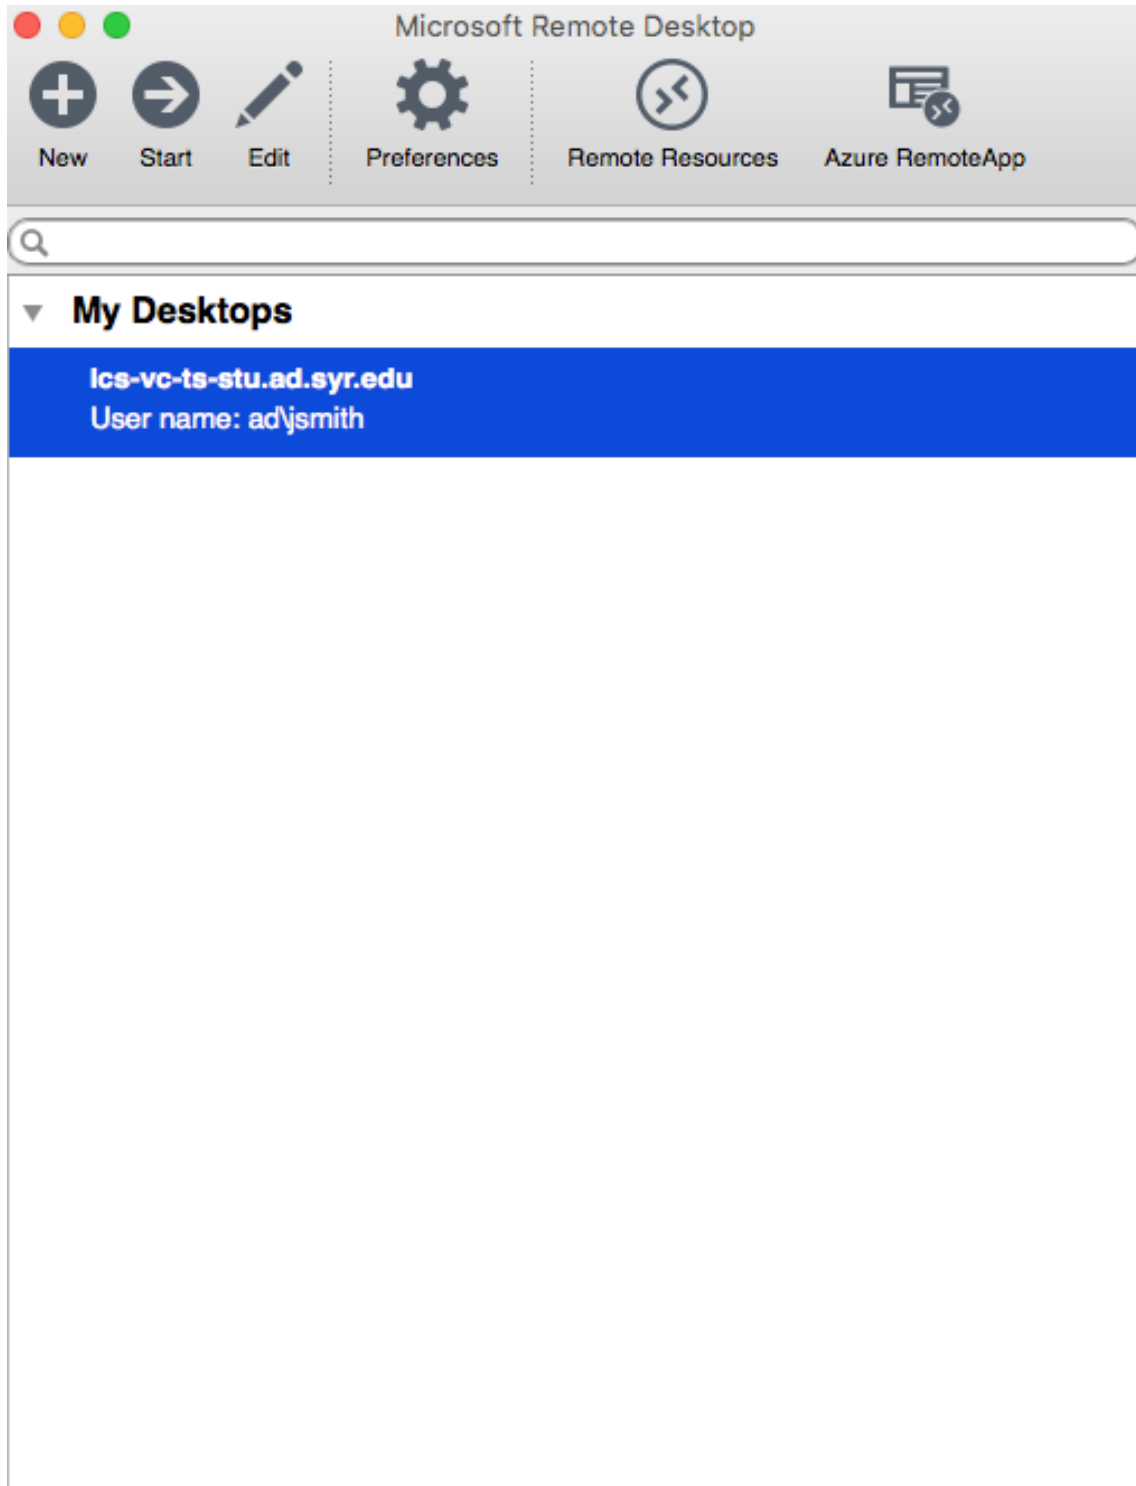 Microsoft Remote Desktop
New Start Edit Preferences Remote Resources Azure RemoteApp
My Desktops
lcs-vc-ts-stu.ad.syr.edu
User name: ad\jsmith